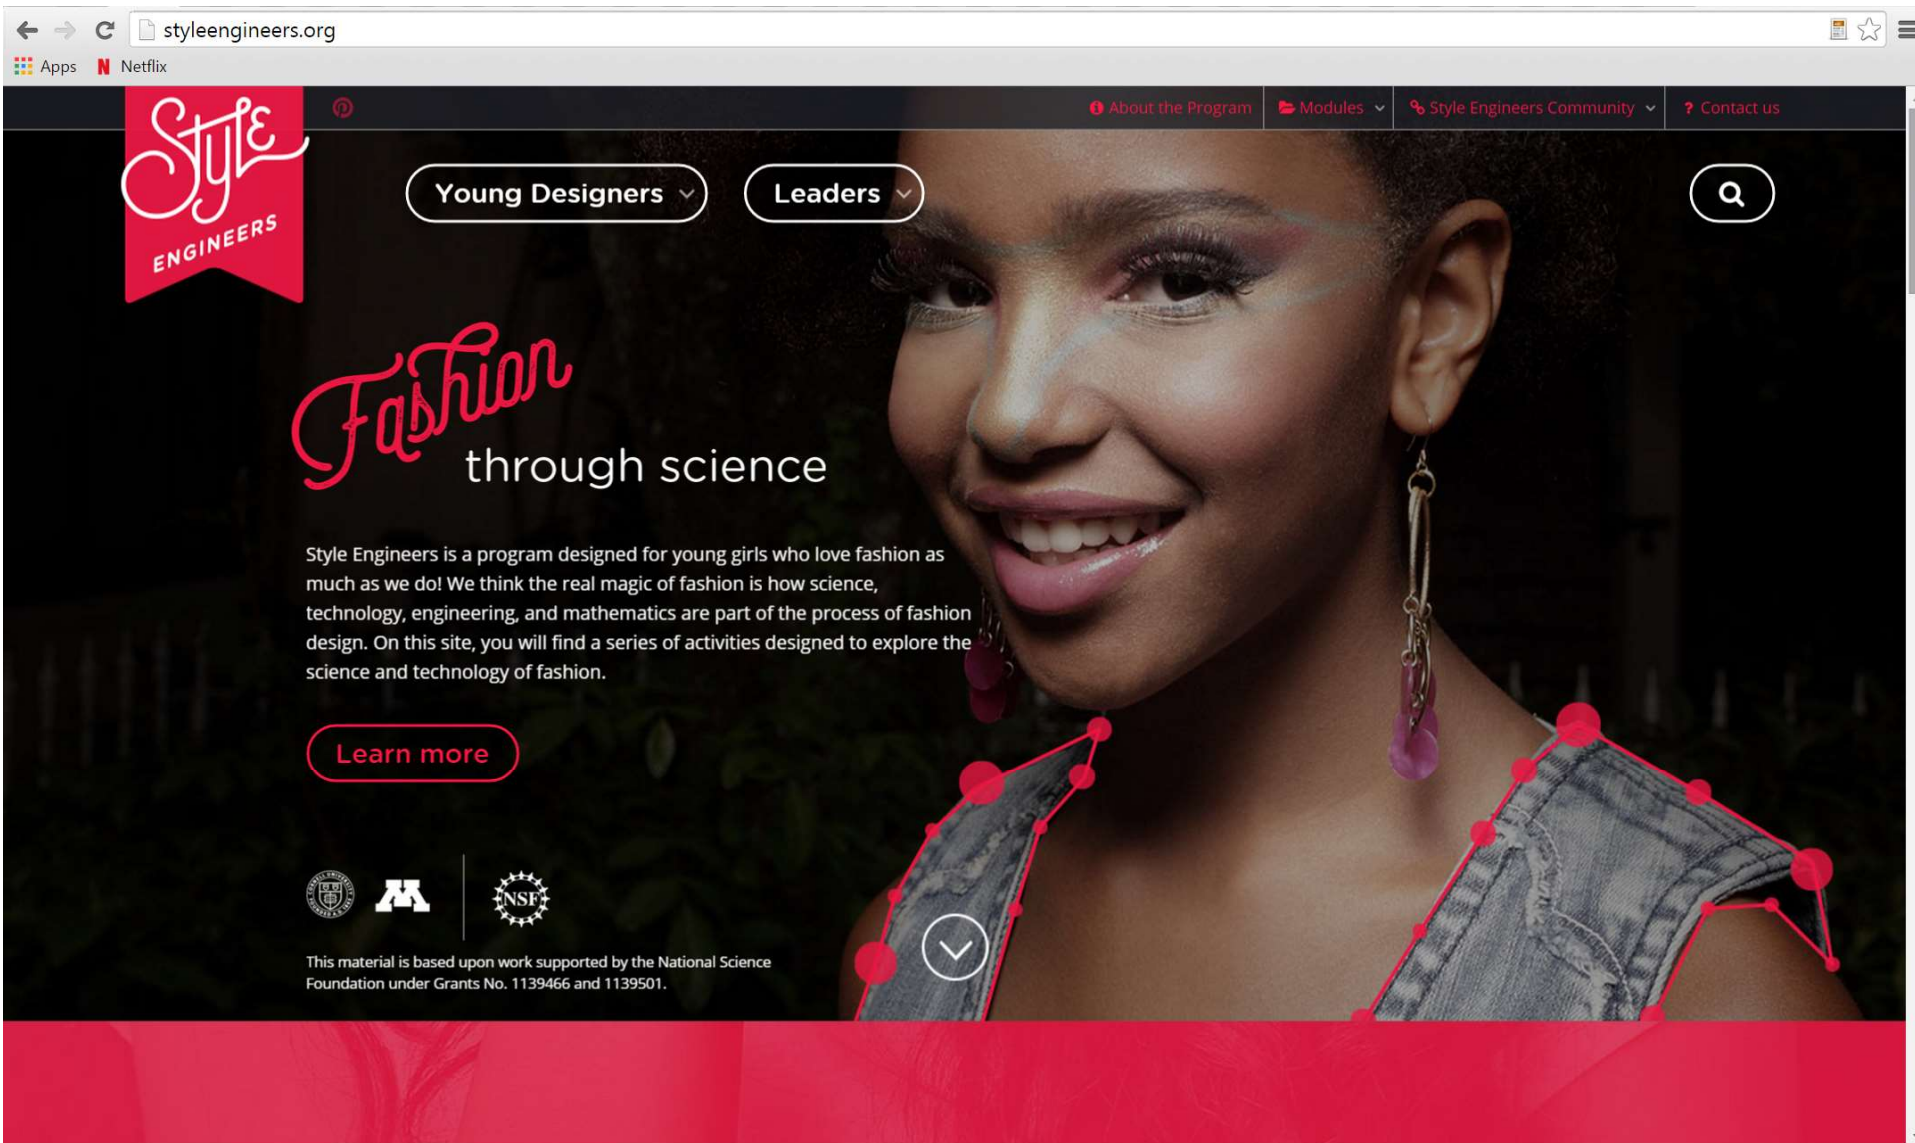 styleengineers.org
Apps Netflix
About the Program Modules Style Engineers Community ? Contact us
Style
ENGINEERS
Young Designers Leaders
Fashion
through science
Style Engineers is a program designed for young girls who love fashion as
much as we do! We think the real magic of fashion is how science,
technology, engineering, and mathematics are part of the process of fashion
design. On this site, you will find a series of activities designed to explore the
science and technology of fashion.
Learn more
M
NSF
This material is based upon work supported by the National Science
Foundation under Grants No. 1139466 and 1139501.